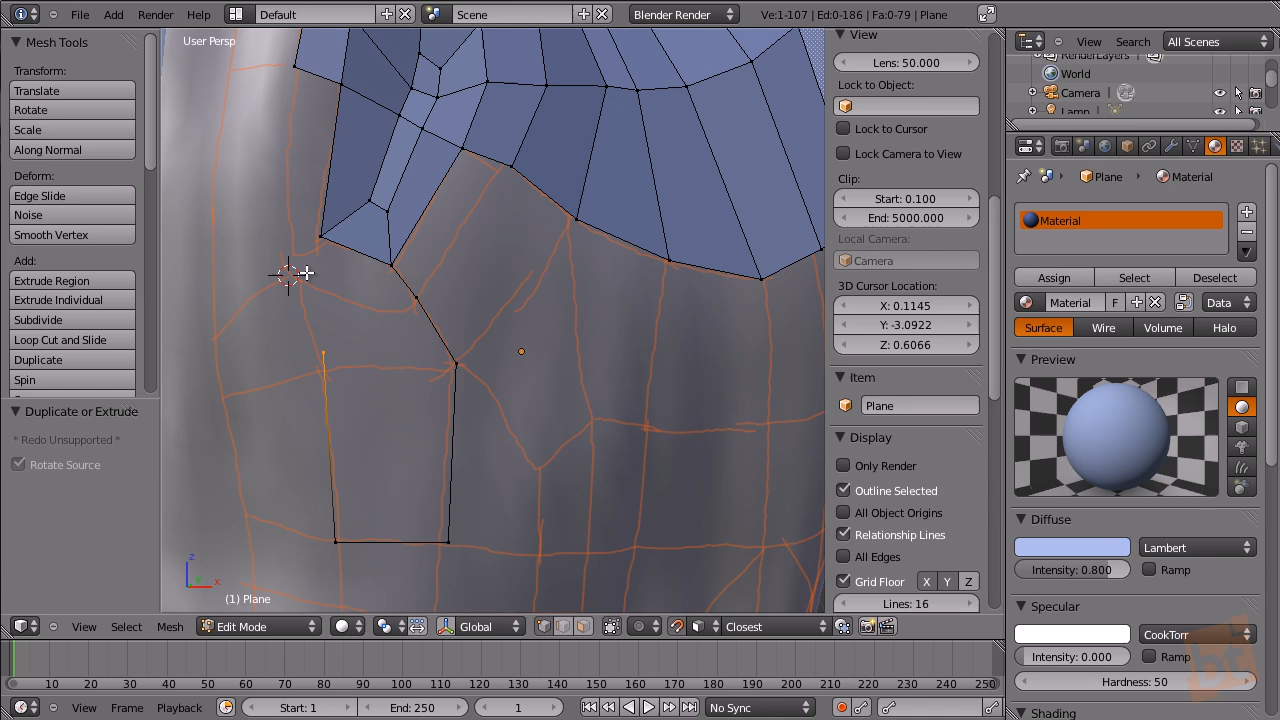 File Add Render Help Default Scene Blender Render Ve:1-107 | Ed:0-186 | Fa:0-79 | Plane
Mesh Tools
Transform:
Translate
Rotate
Scale
Along Normal
Deform:
Edge Slide
Noise
Smooth Vertex
Add:
Extrude Region
Extrude Individual
Subdivide
Loop Cut and Slide
Duplicate
Spin
Duplicate or Extrude
* Redo Unsupported *
Rotate Source
User Persp
z
y
x
(1) Plane
View
Lens: 50.000
Lock to Object:
Lock to Cursor
Lock Camera to View
Clip:
Start: 0.100
End: 5000.000
Local Camera:
Camera
3D Cursor Location:
X: 0.1145
Y: -3.0922
Z: 0.6066
Item
Plane
Display
Only Render
Outline Selected
All Object Origins
Relationship Lines
All Edges
Grid Floor X Y Z
Lines: 16
View Search All Scenes
RenderLayers
World
Camera
Lamp
Plane Material
Material
Assign Select Deselect
Material F Data
Surface Wire Volume Halo
Preview
Diffuse
Lambert
Intensity: 0.800 Ramp
Specular
CookTorr
Intensity: 0.000 Ramp
Hardness: 50
Shading
View Select Mesh Edit Mode Global Closest
10 20 30 40 50 60 70 80 90 100 110 120 130 140 150 160 170 180 190 200 210 220 230 240 250
View Frame Playback Start: 1 End: 250 1 No Sync